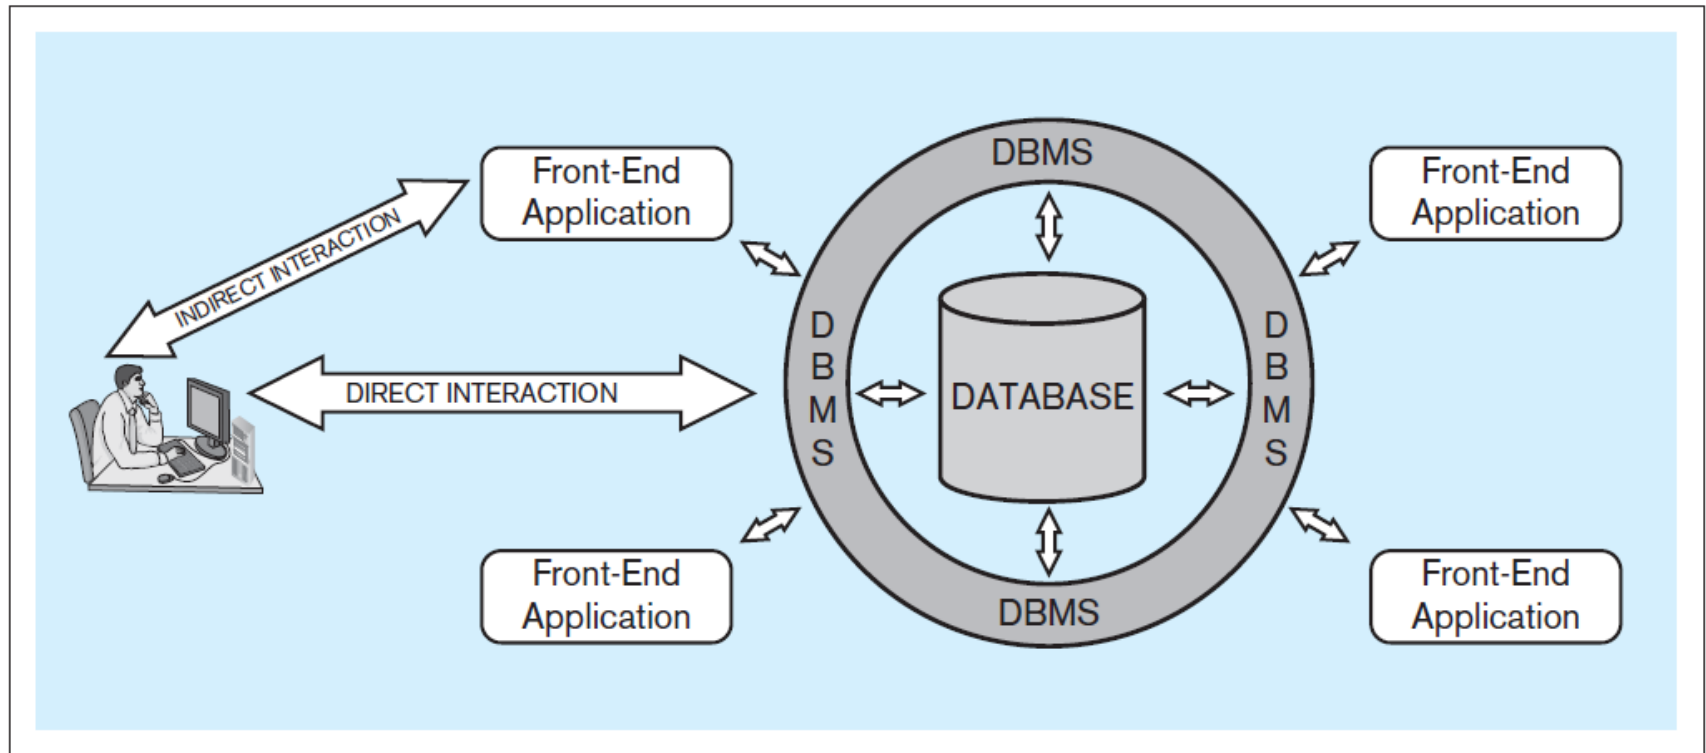 DBMS
Front-End
Application
Front-End
Application
INDIRECT INTERACTION
D
B
M
S
DIRECT INTERACTION
DATABASE
D
B
M
S
Front-End
Application
DBMS
Front-End
Application